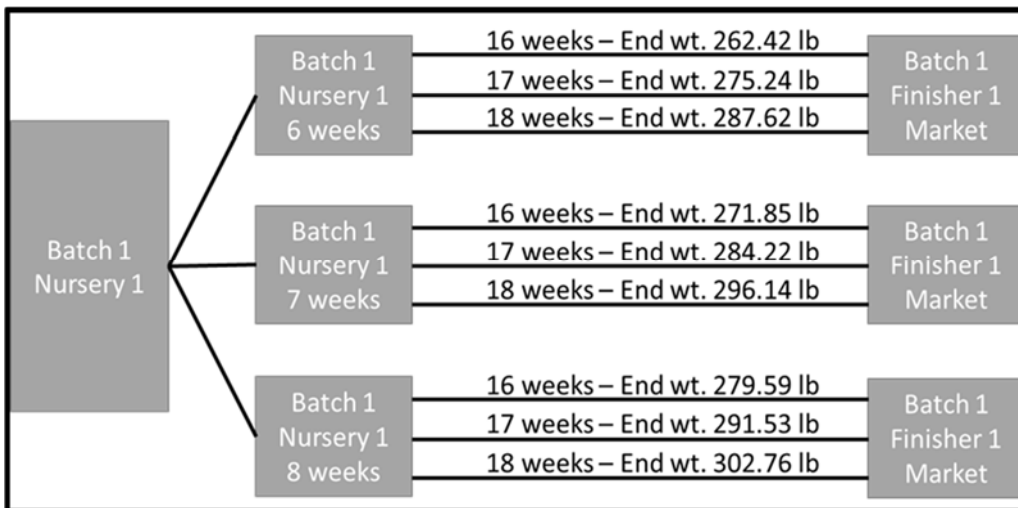 Batch 1
Nursery 1
Batch 1
Nursery 1
6 weeks
16 weeks – End wt. 262.42 lb
17 weeks – End wt. 275.24 lb
18 weeks – End wt. 287.62 lb
Batch 1
Finisher 1
Market
Batch 1
Nursery 1
7 weeks
16 weeks – End wt. 271.85 lb
17 weeks – End wt. 284.22 lb
18 weeks – End wt. 296.14 lb
Batch 1
Finisher 1
Market
Batch 1
Nursery 1
8 weeks
16 weeks – End wt. 279.59 lb
17 weeks – End wt. 291.53 lb
18 weeks – End wt. 302.76 lb
Batch 1
Finisher 1
Market